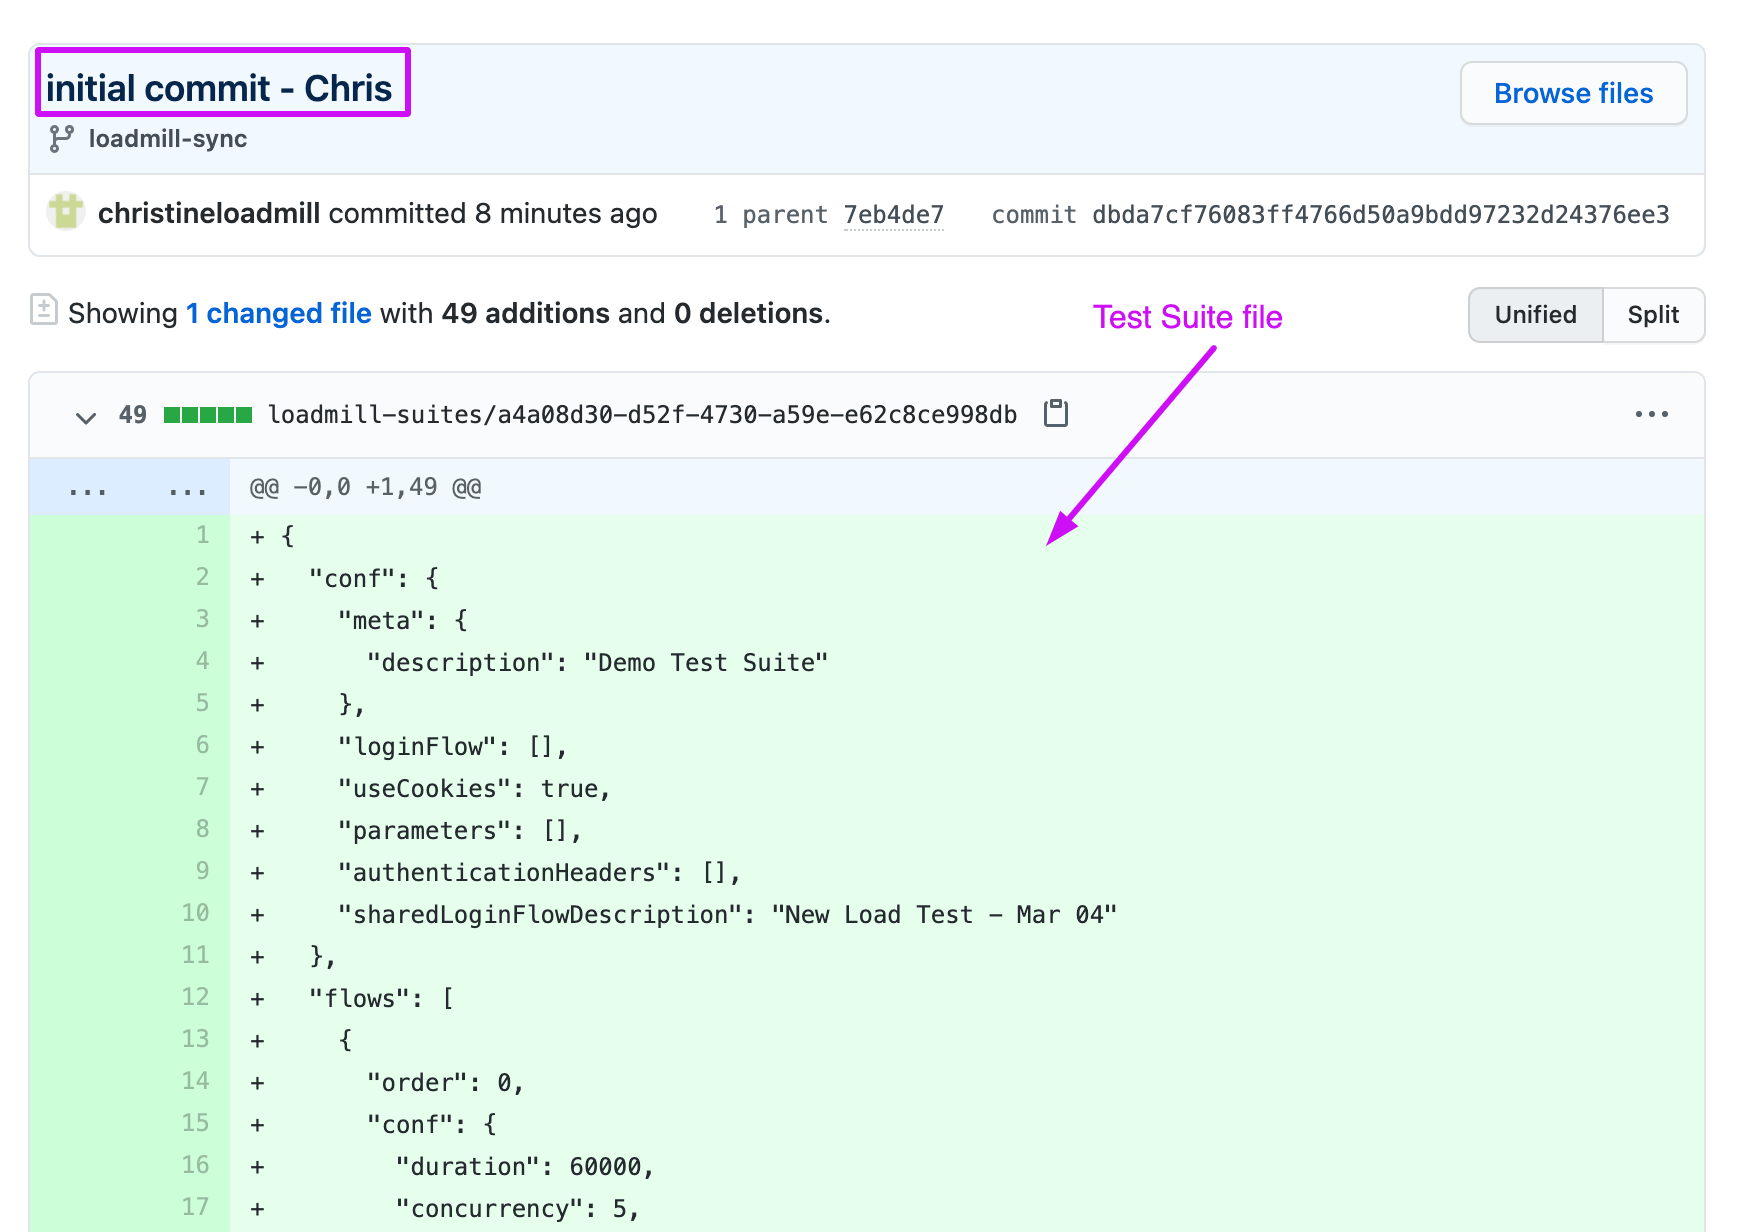 initial commit - Chris
Browse files
loadmill-sync
christineloadmill committed 8 minutes ago 1 parent 7eb4de7 commit dbda7cf76083ff4766d50a9bdd97232d24376ee3
Showing 1 changed file with 49 additions and 0 deletions.
Test Suite file
Unified Split
49 loadmill-suites/a4a08d30-d52f-4730-a59e-e62c8ce998db ...
... ... @@ -0,0 +1,49 @@
1 + {
2 + "conf": {
3 + "meta": {
4 + "description": "Demo Test Suite"
5 + },
6 + "loginFlow": [],
7 + "useCookies": true,
8 + "parameters": [],
9 + "authenticationHeaders": [],
10 + "sharedLoginFlowDescription": "New Load Test - Mar 04"
11 + },
12 + "flows": [
13 + {
14 + "order": 0,
15 + "conf": {
16 + "duration": 60000,
17 + "concurrency": 5,